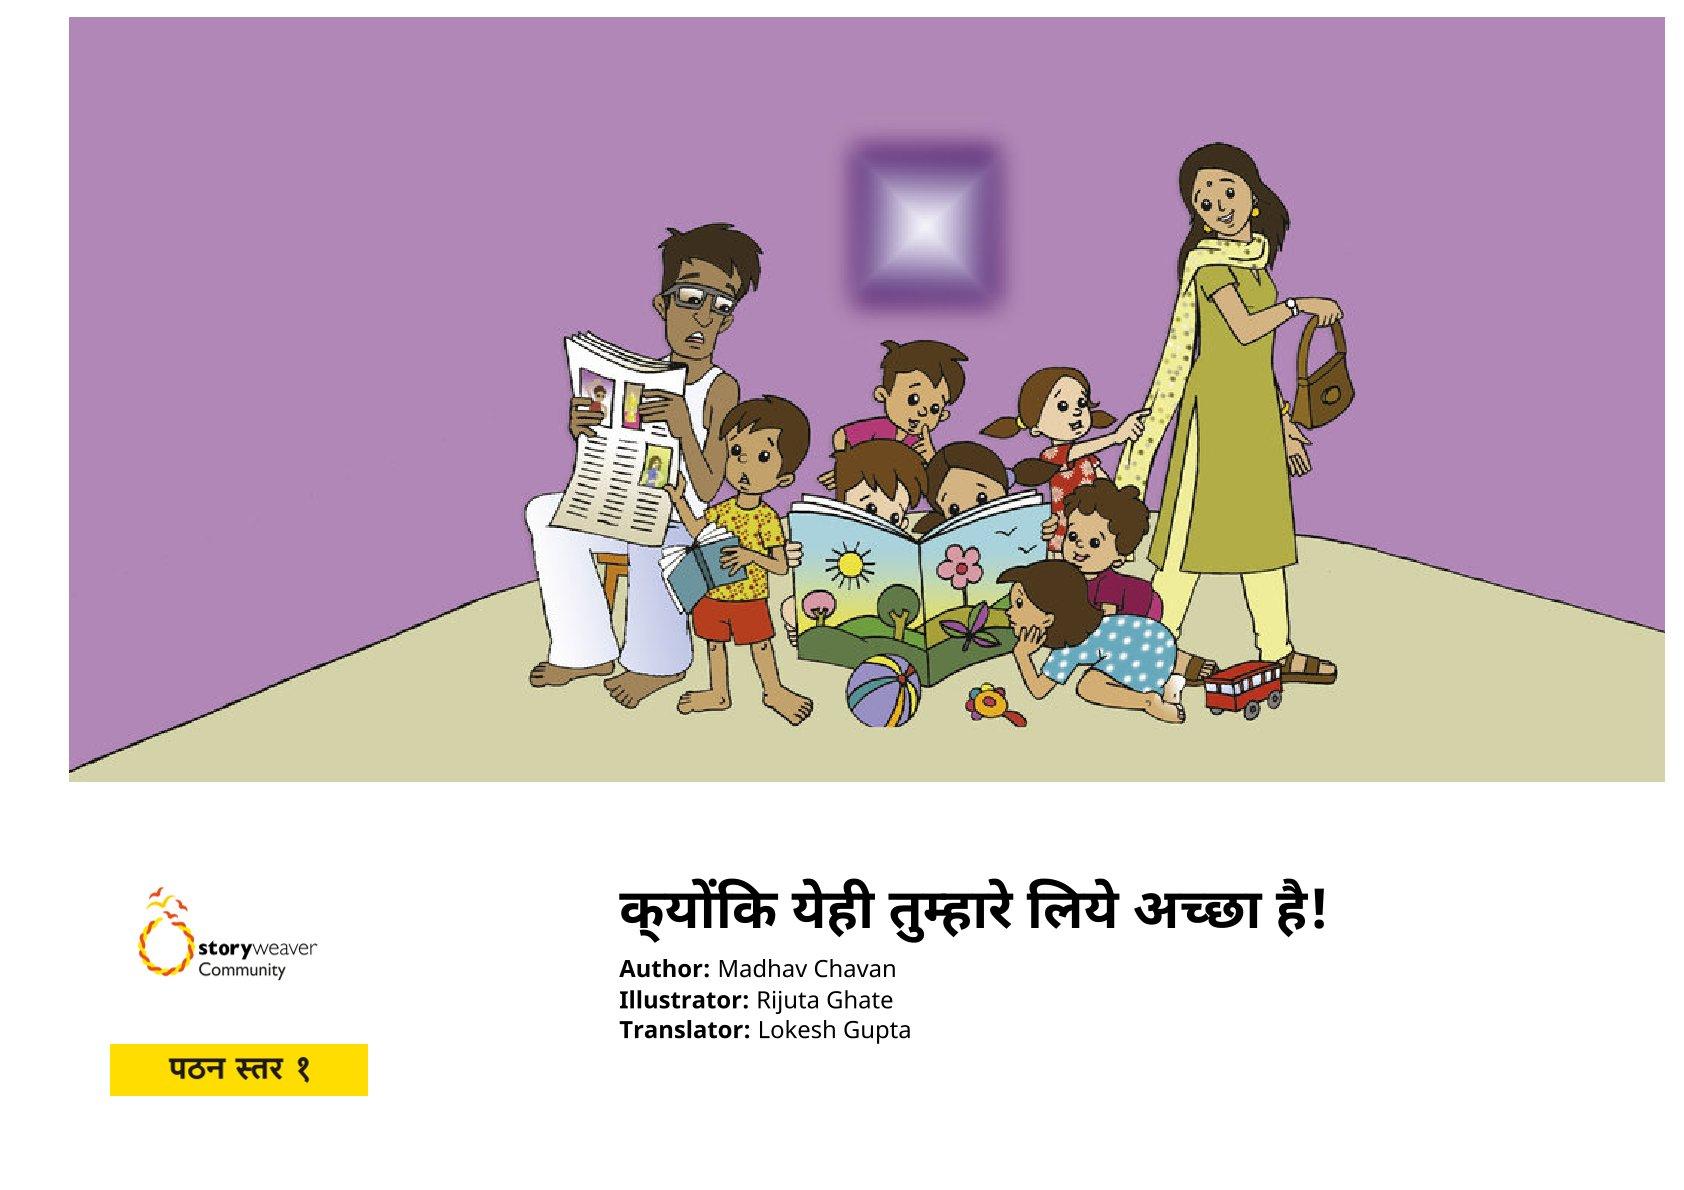 storyweaver
Community
क्योंकि येही तुम्हारे लिये अच्छा है!
Author: Madhav Chavan
Illustrator: Rijuta Ghate
Translator: Lokesh Gupta
पठन स्तर १